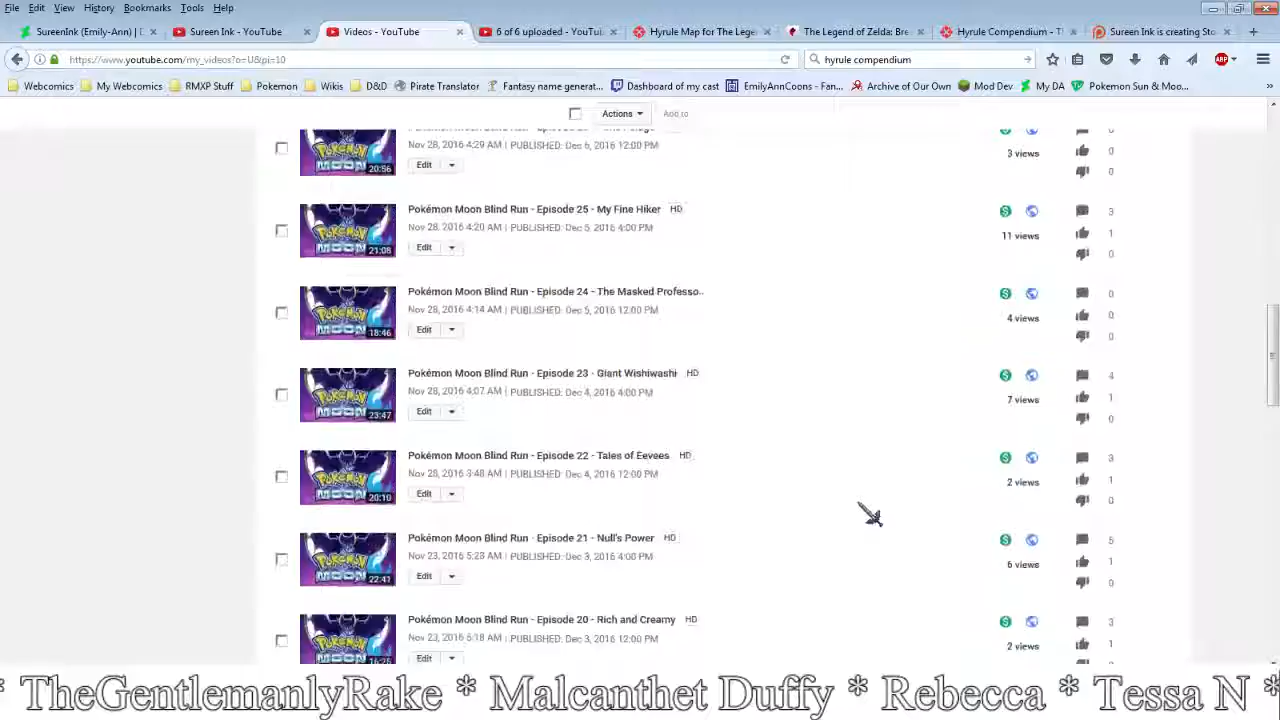 File Edit View History Bookmarks Tools Help
SureenInk (Emily-Ann) | Sureen Ink - YouTube Videos - YouTube 6 of 6 uploaded - YouTu Hyrule Map for The Lege The Legend of Zelda: Bre Hyrule Compendium - T Sureen Ink is creating Sto
https://www.youtube.com/my_videos?o=U&pi=10 hyrule compendium
Webcomics My Webcomics RMXP Stuff Pokemon Wikis D&D Pirate Translator Fantasy name generat... Dashboard of my cast EmilyAnnCoons - Fan... Archive of Our Own Mod Dev My DA Pokemon Sun & Moo...
Actions Add to
Nov 28, 2016 4:29 AM | PUBLISHED: Dec 6, 2016 12:00 PM
3 views 0
Edit
20:56 0
Pokémon Moon Blind Run - Episode 25 - My Fine Hiker HD 3
Nov 28, 2016 4:20 AM | PUBLISHED: Dec 5, 2016 4:00 PM
11 views 1
Edit
21:08 0
Pokémon Moon Blind Run - Episode 24 - The Masked Professo.. 0
Nov 28, 2016 4:14 AM | PUBLISHED: Dec 5, 2016 12:00 PM
4 views 0
Edit
18:46 0
Pokémon Moon Blind Run - Episode 23 - Giant Wishiwashi HD 4
Nov 28, 2016 4:07 AM | PUBLISHED: Dec 4, 2016 4:00 PM
7 views 1
Edit
23:47 0
Pokémon Moon Blind Run - Episode 22 - Tales of Eevees HD 3
Nov 28, 2016 3:48 AM | PUBLISHED: Dec 4, 2016 12:00 PM
2 views 1
Edit
20:10 0
Pokémon Moon Blind Run - Episode 21 - Null's Power HD 5
Nov 23, 2016 5:23 AM | PUBLISHED: Dec 3, 2016 4:00 PM
6 views 1
Edit
22:41 0
Pokémon Moon Blind Run - Episode 20 - Rich and Creamy HD 3
Nov 23, 2016 5:18 AM | PUBLISHED: Dec 3, 2016 12:00 PM
2 views 1
Edit
* TheGentlemanlyRake * Malcanthet Duffy * Rebecca * Tessa N *